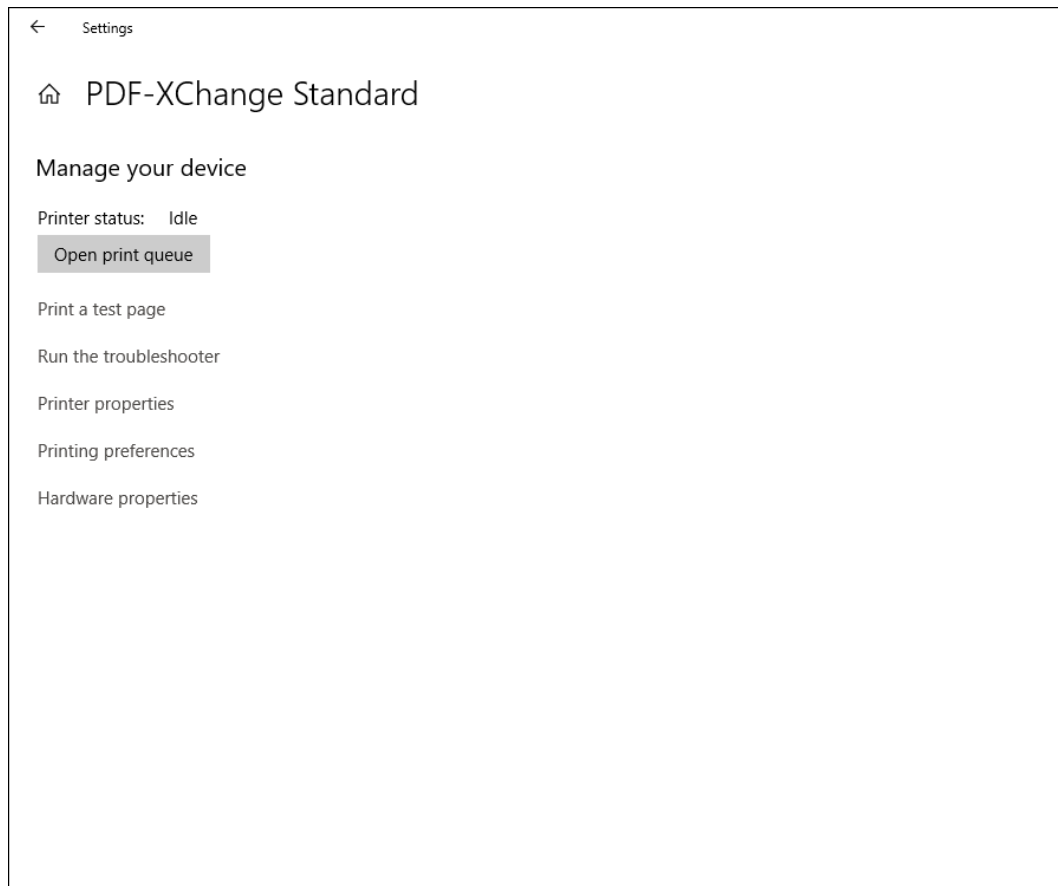 Settings
PDF-XChange Standard
Manage your device
Printer status: Idle
Open print queue
Print a test page
Run the troubleshooter
Printer properties
Printing preferences
Hardware properties